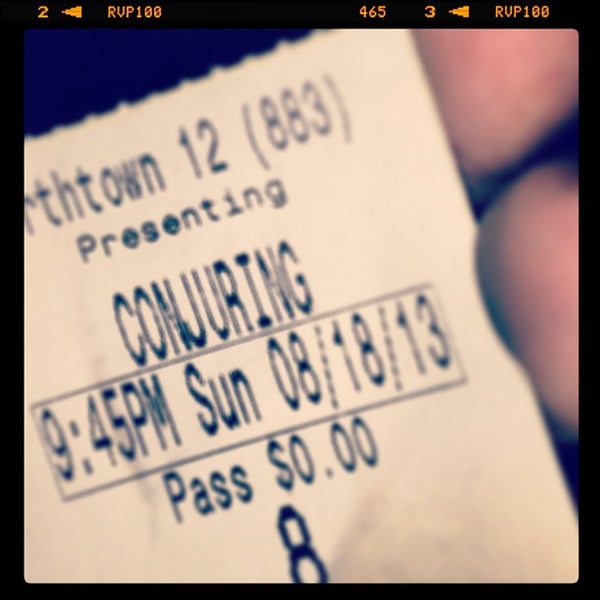 2 ◄ RVP100 465 3 ◄ RVP100
rthtown 12 (883)
Presenting
CONJURING
9:45PM Sun 08/18/13
Pass $0.00
8